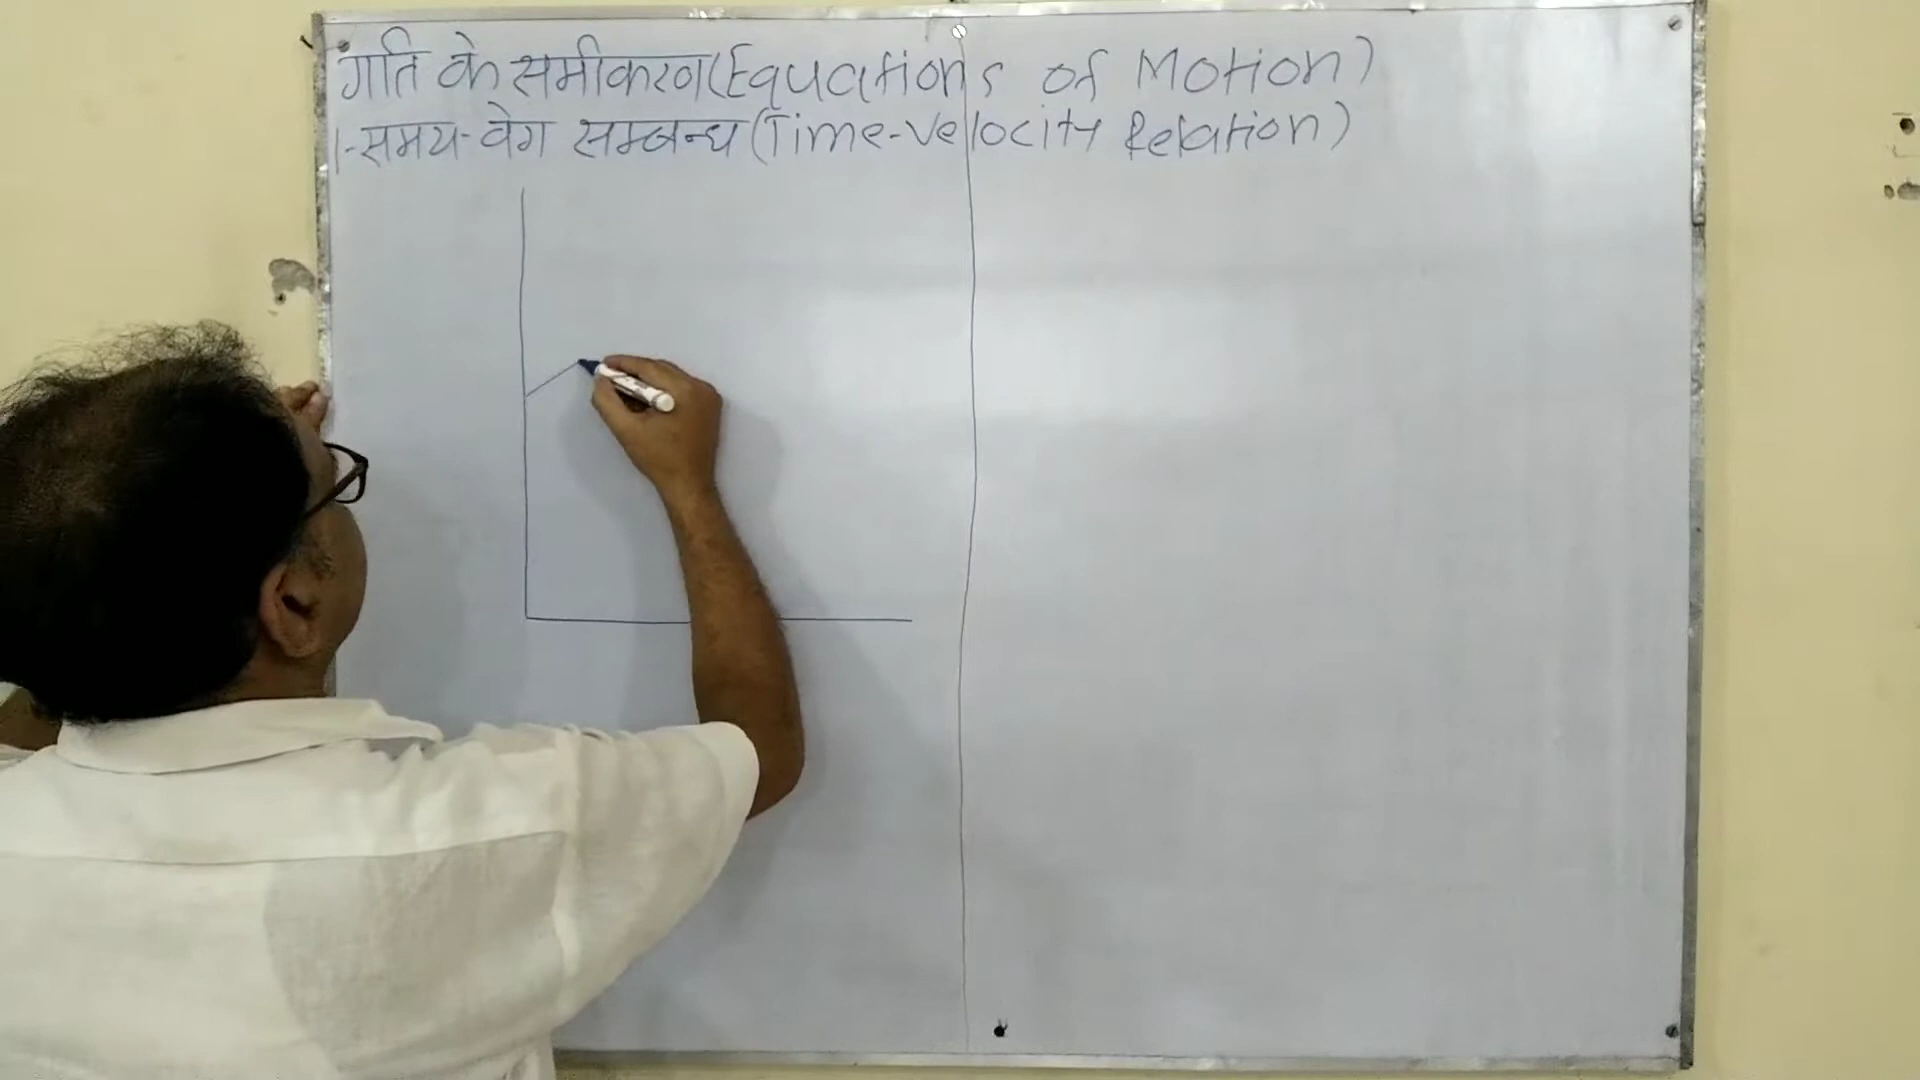 गति के समीकरण(Equations of Motion)
1-समय-वेग सम्बन्ध(Time-Velocity Relation)